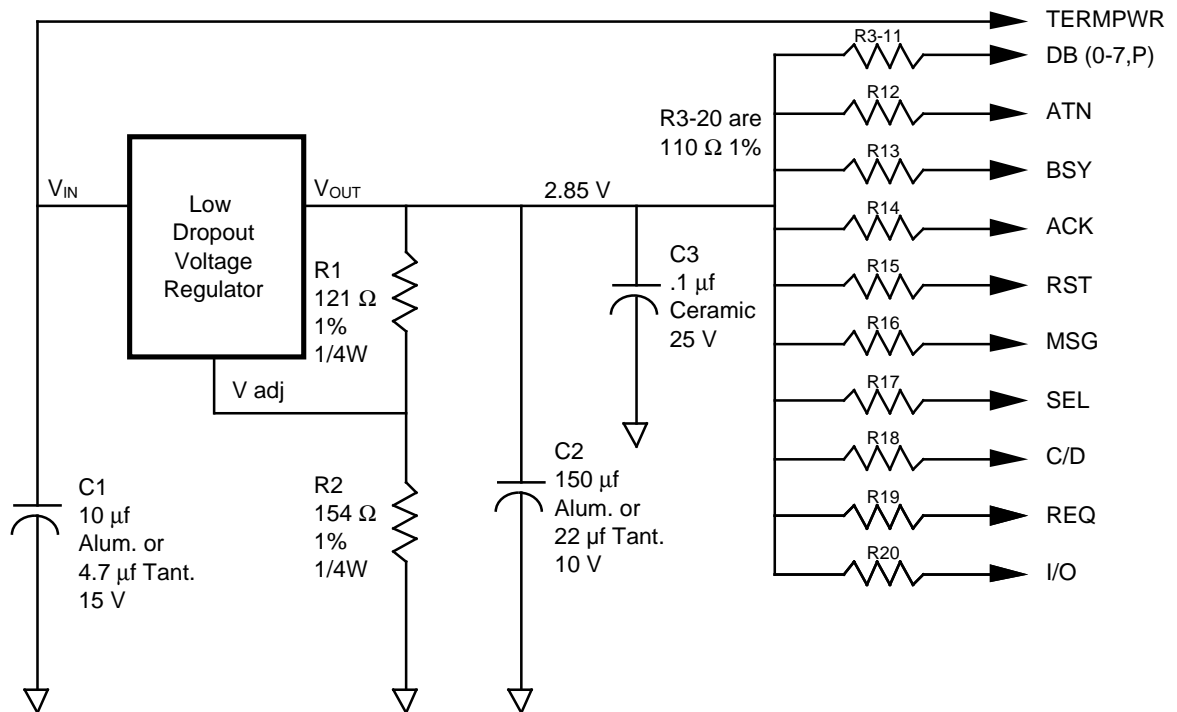 TERMPWR
R3-11
DB (0-7,P)
R12
ATN
R3-20 are
110 Ω 1%
R13
BSY
VIN
VOUT
2.85 V
Low
Dropout
Voltage
Regulator
R14
ACK
R1
121 Ω
1%
1/4W
C3
.1 μf
Ceramic
25 V
R15
RST
R16
MSG
V adj
R17
SEL
C1
10 μf
Alum. or
4.7 μf Tant.
15 V
R2
154 Ω
1%
1/4W
C2
150 μf
Alum. or
22 µf Tant.
10 V
R18
C/D
R19
REQ
R20
I/O